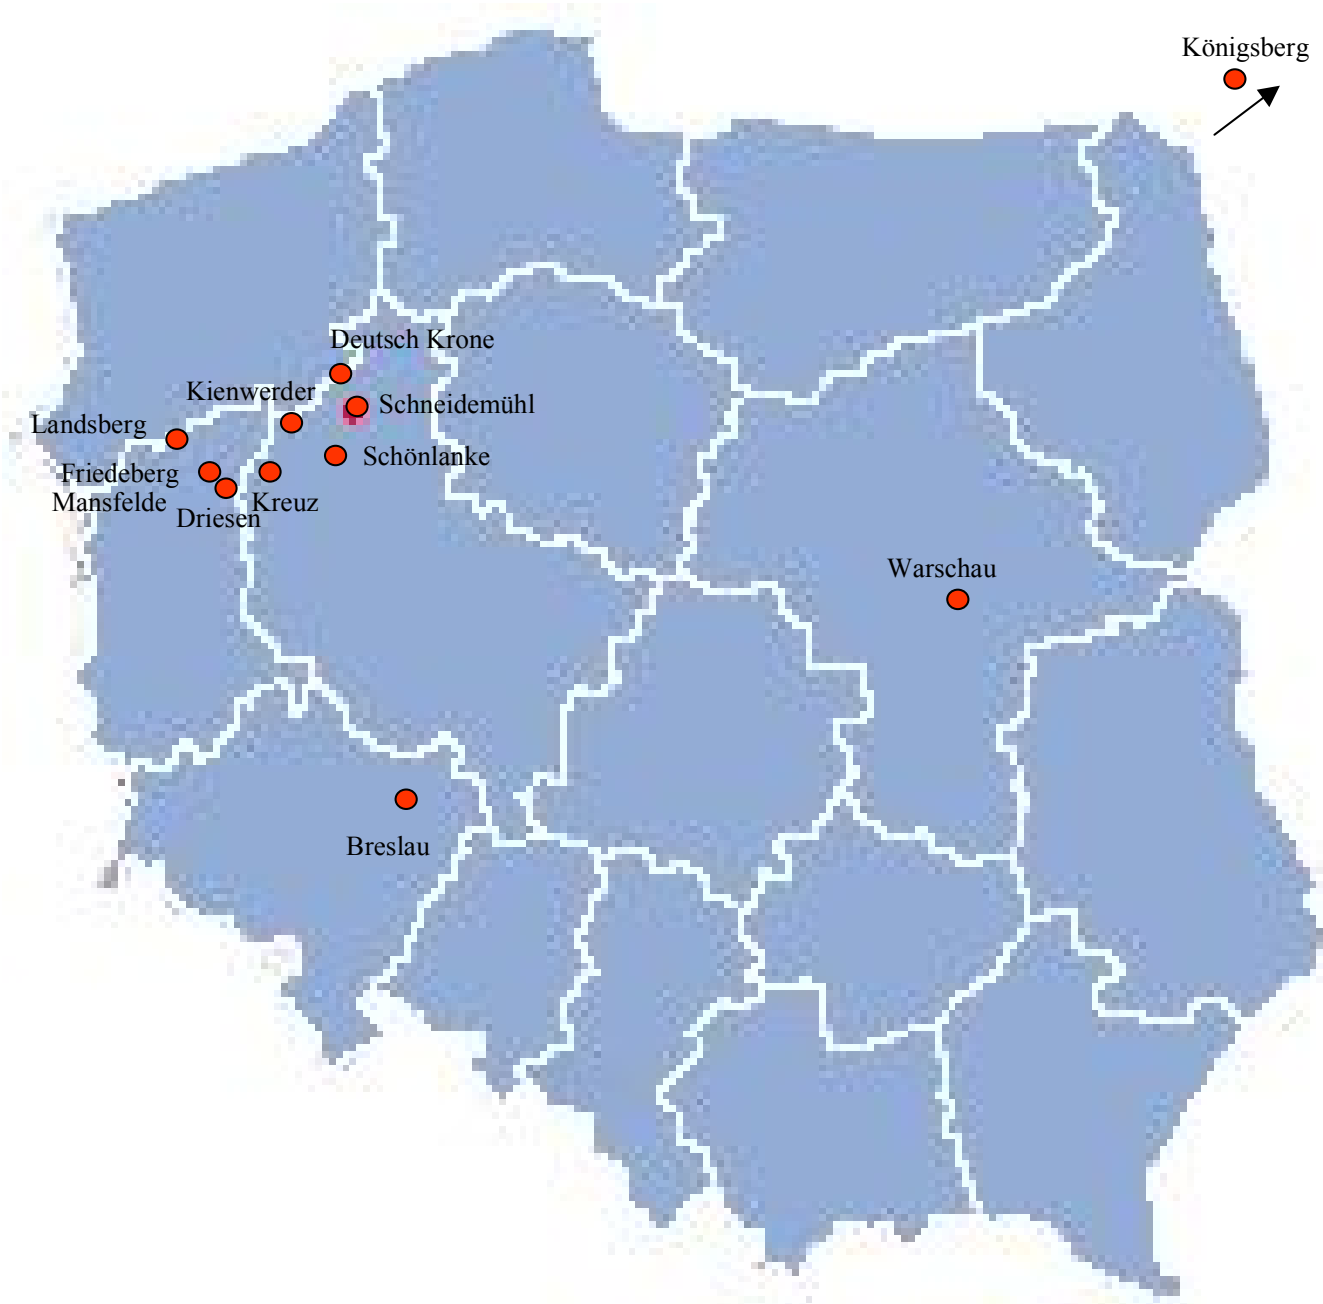 Königsberg
Deutsch Krone
Kienwerder
Schneidemühl
Landsberg
Schönlanke
Friedeberg
Mansfelde
Kreuz
Driesen
Warschau
Breslau